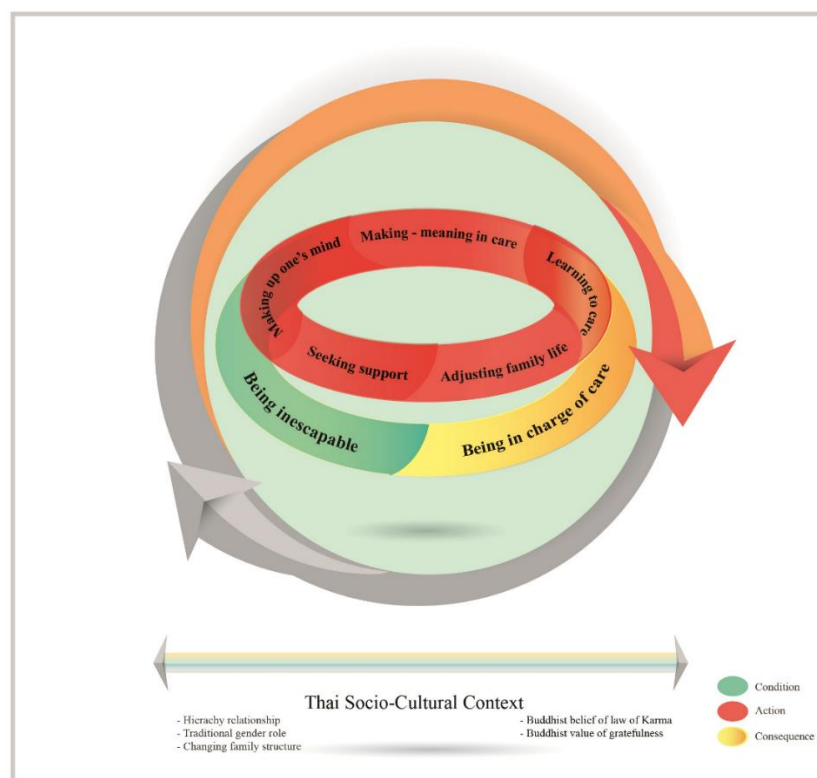 Making up one's mind
Making - meaning in care
Learning to care
Seeking support
Adjusting family life
Being inescapable
Being in charge of care
Thai Socio-Cultural Context
- Hierachy relationship
- Traditional gender role
- Changing family structure
- Buddhist belief of law of Karma
- Buddhist value of gratefulness
Condition
Action
Consequence